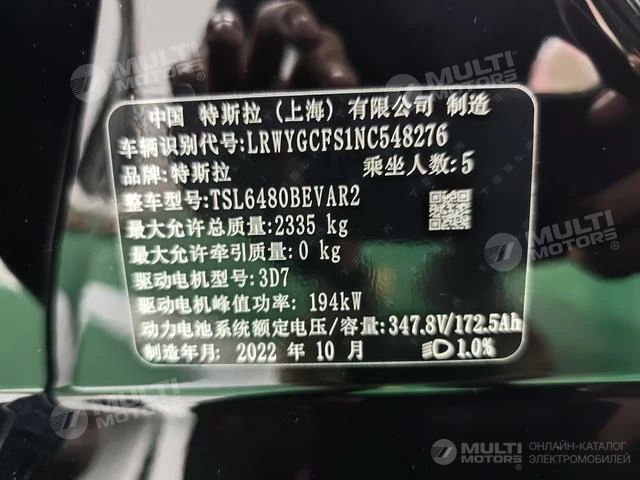 中国 特斯拉（上海）有限公司 制造
车辆识别代号:LRWYGCFS1NC548276
品牌:特斯拉 乘坐人数:5
整车型号:TSL6480BEVAR2
最大允许总质量:2335 kg
最大允许牵引质量:0 kg
驱动电机型号:3D7
驱动电机峰值功率: 194kW
动力电池系统额定电压/容量:347.8V/172.5Ah
制造年月: 2022 年 10 月 1.0%
MULTI MOTORS
MULTI MOTORS
MULTI MOTORS
MULTI MOTORS
MULTI MOTORS
MULTI MOTORS ОНЛАЙН-КАТАЛОГ
ЭЛЕКТРОМОБИЛЕЙ